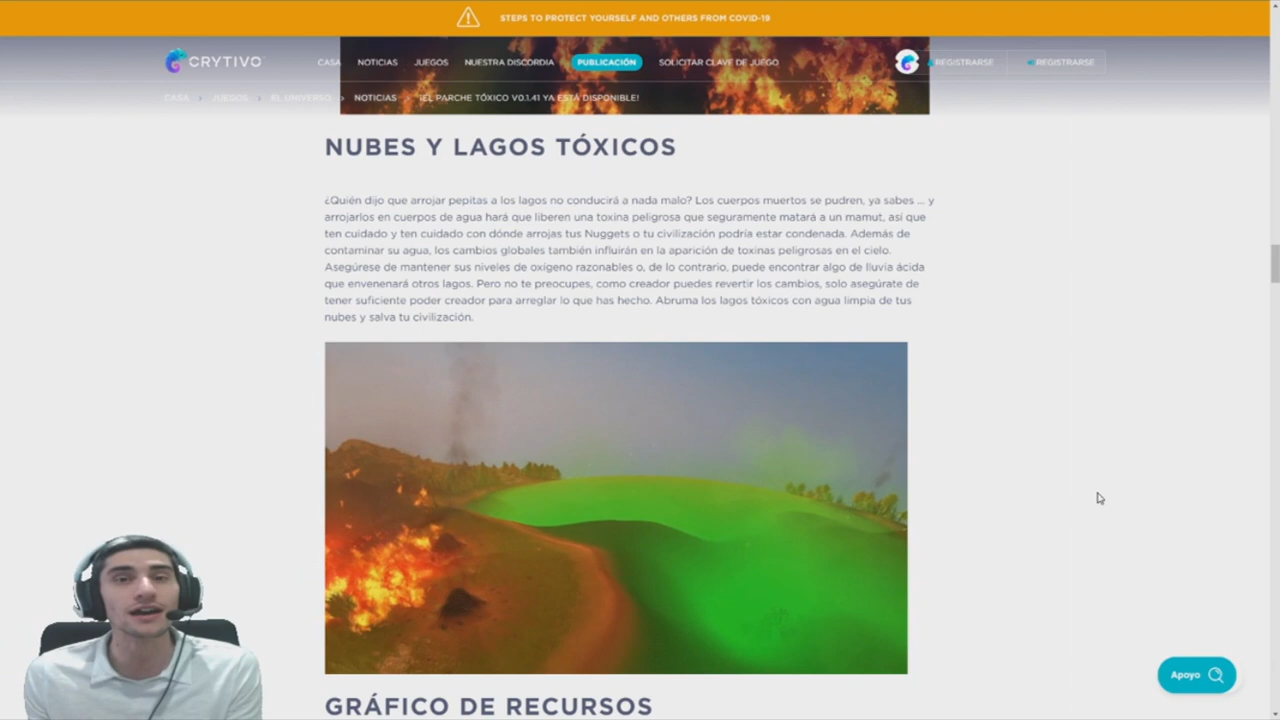 STEPS TO PROTECT YOURSELF AND OTHERS FROM COVID-19
CRYTIVO
CASA NOTICIAS JUEGOS NUESTRA DISCORDIA PUBLICACIÓN SOLICITAR CLAVE DE JUEGO REGISTRARSE REGISTRARSE
CASA › JUEGOS › EL UNIVERSO › NOTICIAS › ¡EL PARCHE TÓXICO V0.1.41 YA ESTÁ DISPONIBLE!
NUBES Y LAGOS TÓXICOS
¿Quién dijo que arrojar pepitas a los lagos no conducirá a nada malo? Los cuerpos muertos se pudren, ya sabes ... y
arrojarlos en cuerpos de agua hará que liberen una toxina peligrosa que seguramente matará a un mamut, así que
ten cuidado y ten cuidado con dónde arrojas tus Nuggets o tu civilización podría estar condenada. Además de
contaminar su agua, los cambios globales también influirán en la aparición de toxinas peligrosas en el cielo.
Asegúrese de mantener sus niveles de oxígeno razonables o, de lo contrario, puede encontrar algo de lluvia ácida
que envenenará otros lagos. Pero no te preocupes, como creador puedes revertir los cambios, solo asegúrate de
tener suficiente poder creador para arreglar lo que has hecho. Abruma los lagos tóxicos con agua limpia de tus
nubes y salva tu civilización.
Apoyo
GRÁFICO DE RECURSOS